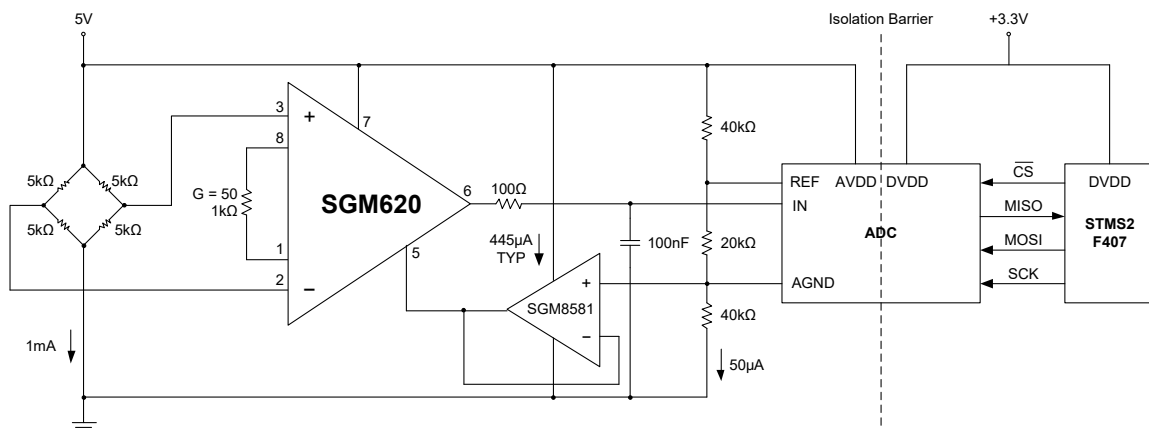 5V
Isolation Barrier
+3.3V
3
7
8
+
40kΩ
5kΩ
5kΩ
G = 50
1kΩ
SGM620
6
100Ω
REF
AVDD
DVDD
CS
DVDD
IN
MISO
STMS2
F407
5kΩ
5kΩ
1
5
445µA
TYP
100nF
20kΩ
ADC
MOSI
2
−
+
AGND
SCK
SGM8581
−
40kΩ
1mA
50µA